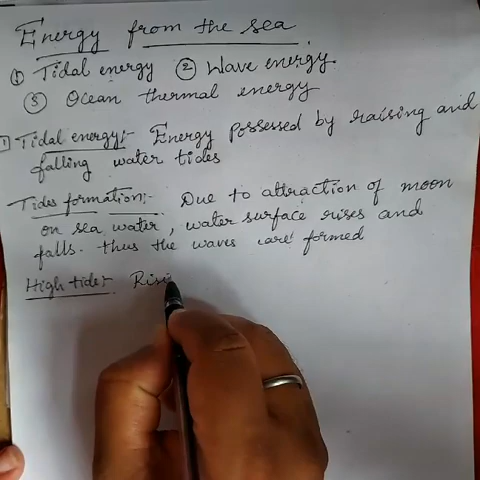 Energy from the sea
① Tidal energy ② Wave energy.
③ Ocean thermal energy
1 Tidal energy:- Energy possessed by raising and
falling water tides
Tides formation:- Due to attraction of moon
on sea water, water surface rises and
falls. thus the waves are formed
High tide:- Risi